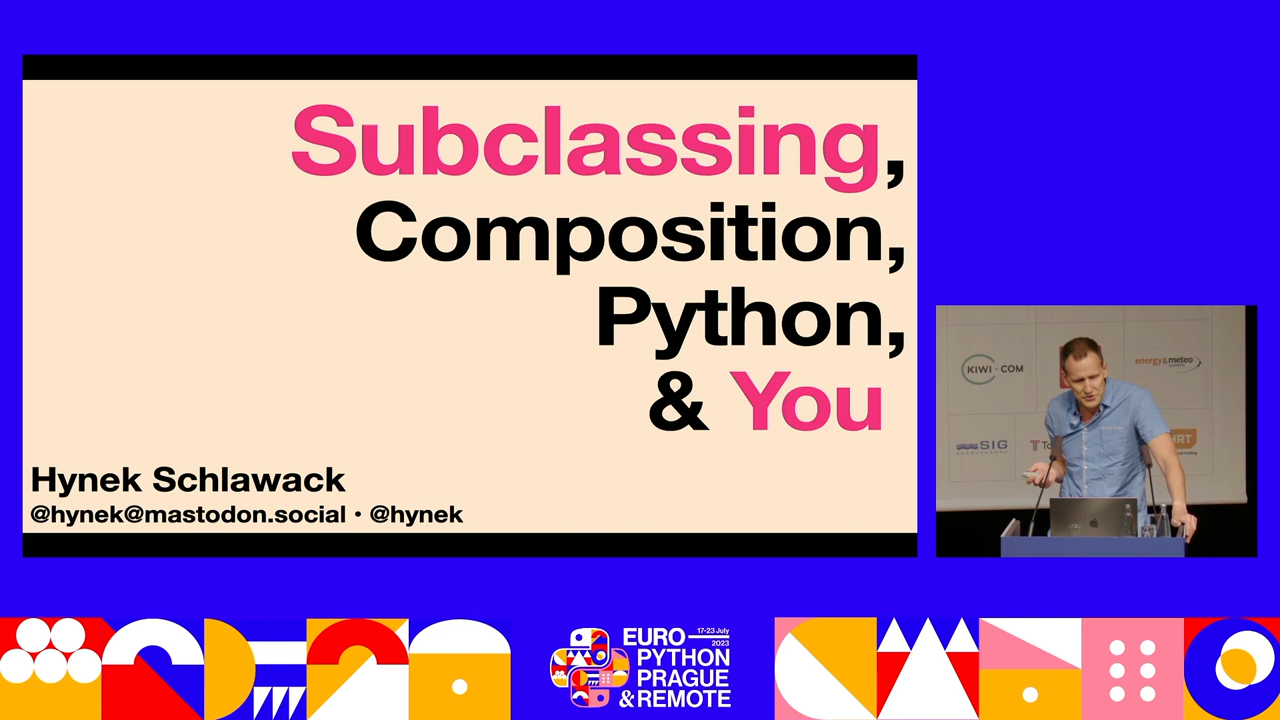 Subclassing,
Composition,
Python,
& You
Hynek Schlawack
@hynek@mastodon.social • @hynek
KIWI.COM
energy & meteo
systems
SIG
EURO
17-23 July
2023
PYTHON
PRAGUE
& REMOTE